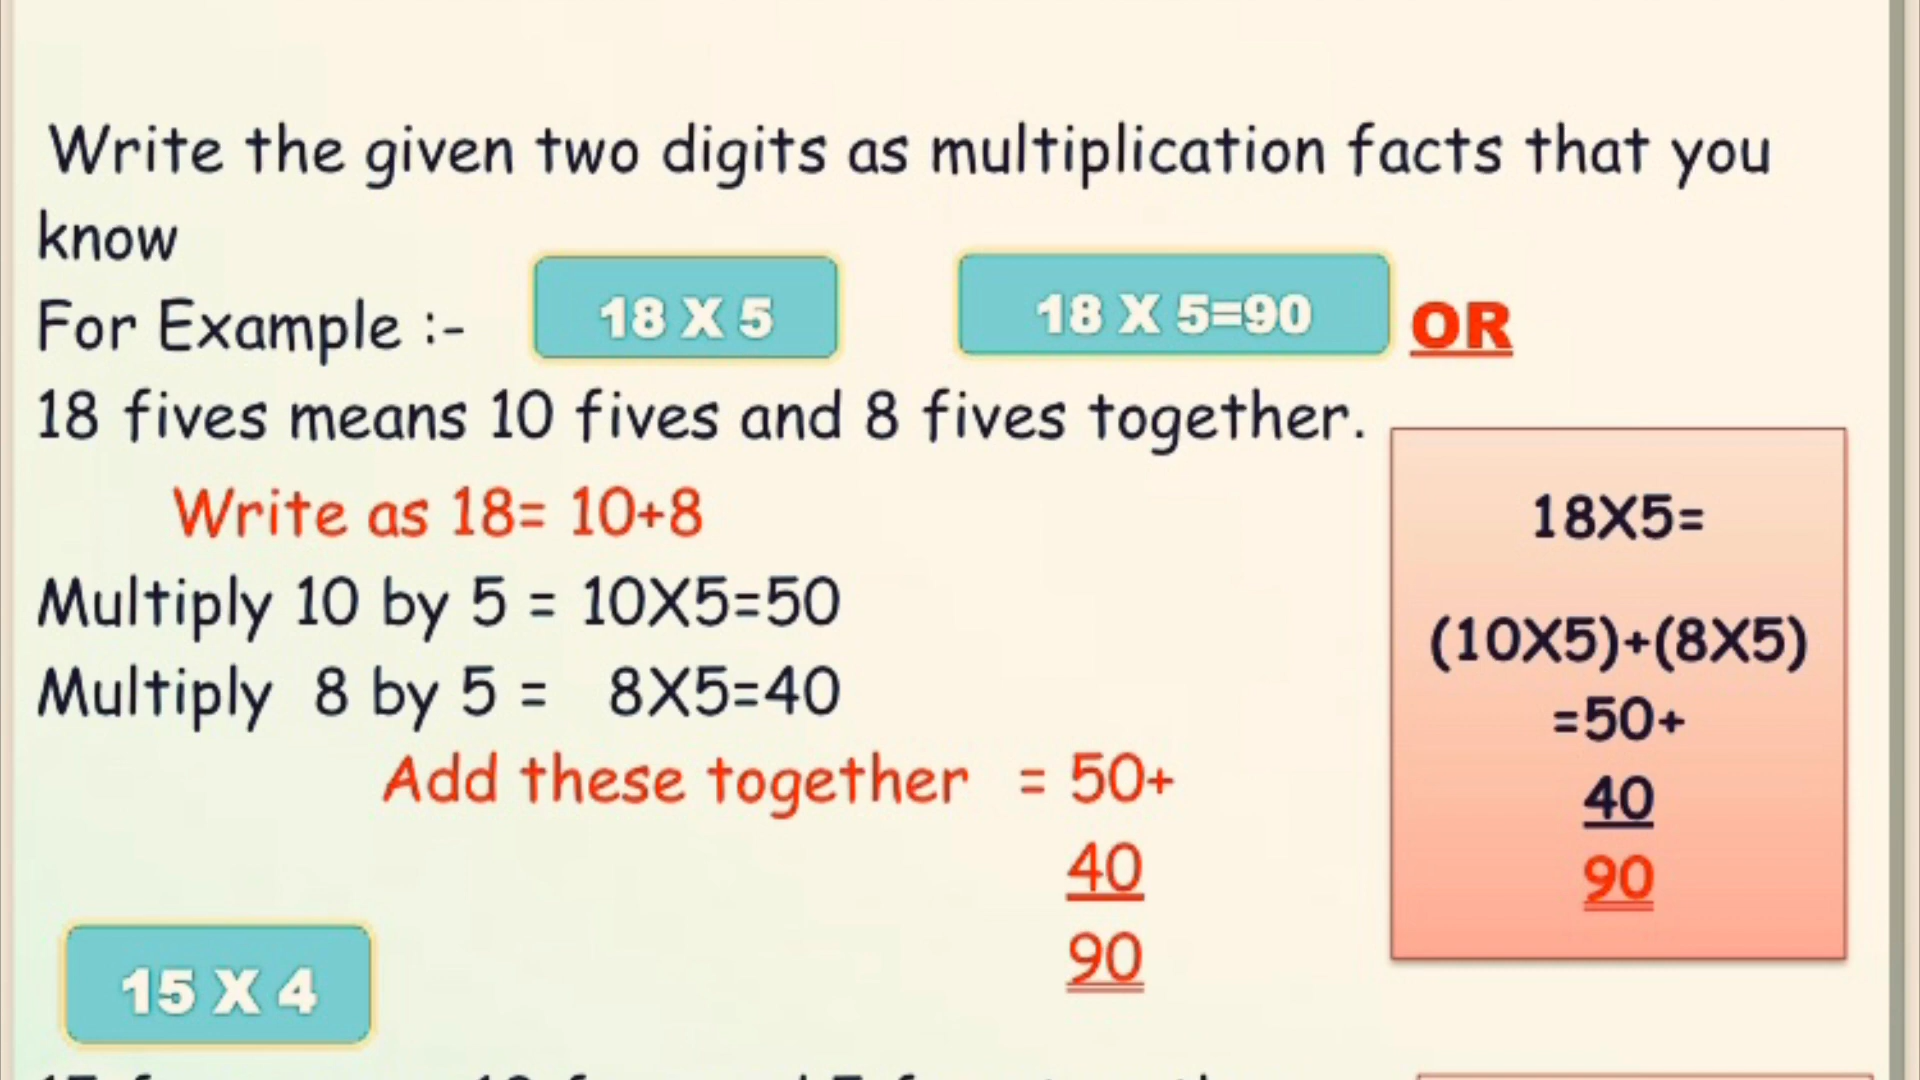 Write the given two digits as multiplication facts that you
know
For Example :- 18 X 5 18 X 5=90 OR
18 fives means 10 fives and 8 fives together.
Write as 18= 10+8
Multiply 10 by 5 = 10X5=50
Multiply 8 by 5 = 8X5=40
Add these together = 50+
40
90
18X5=
(10X5)+(8X5)
=50+
40
90
15 X 4